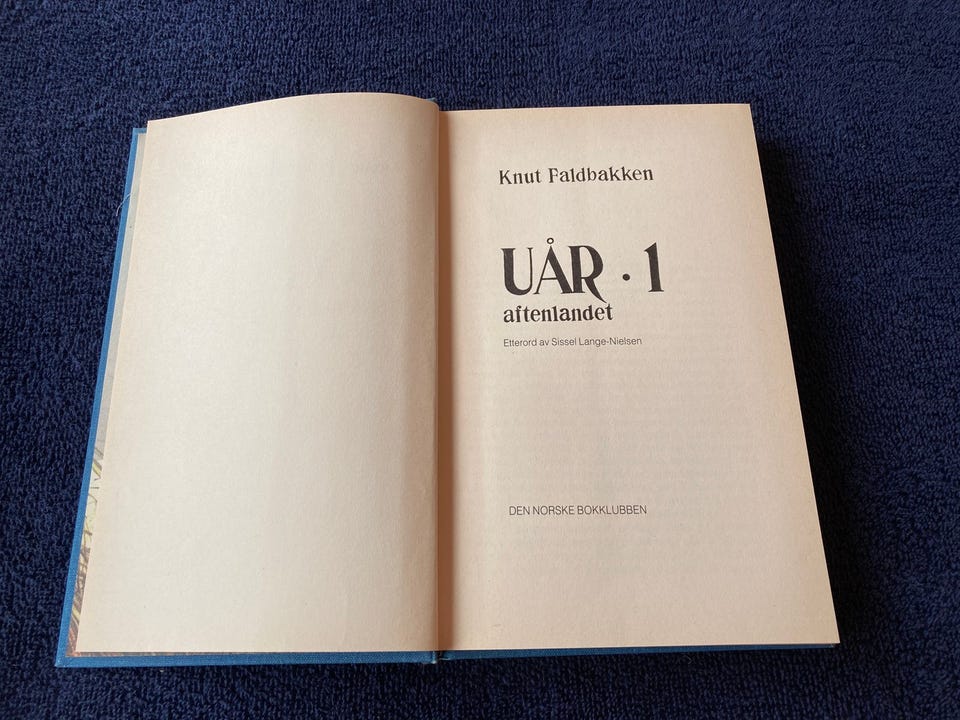 Knut Faldbakken
UÅR · 1
aftenlandet
Etterord av Sissel Lange-Nielsen
DEN NORSKE BOKKLUBBEN